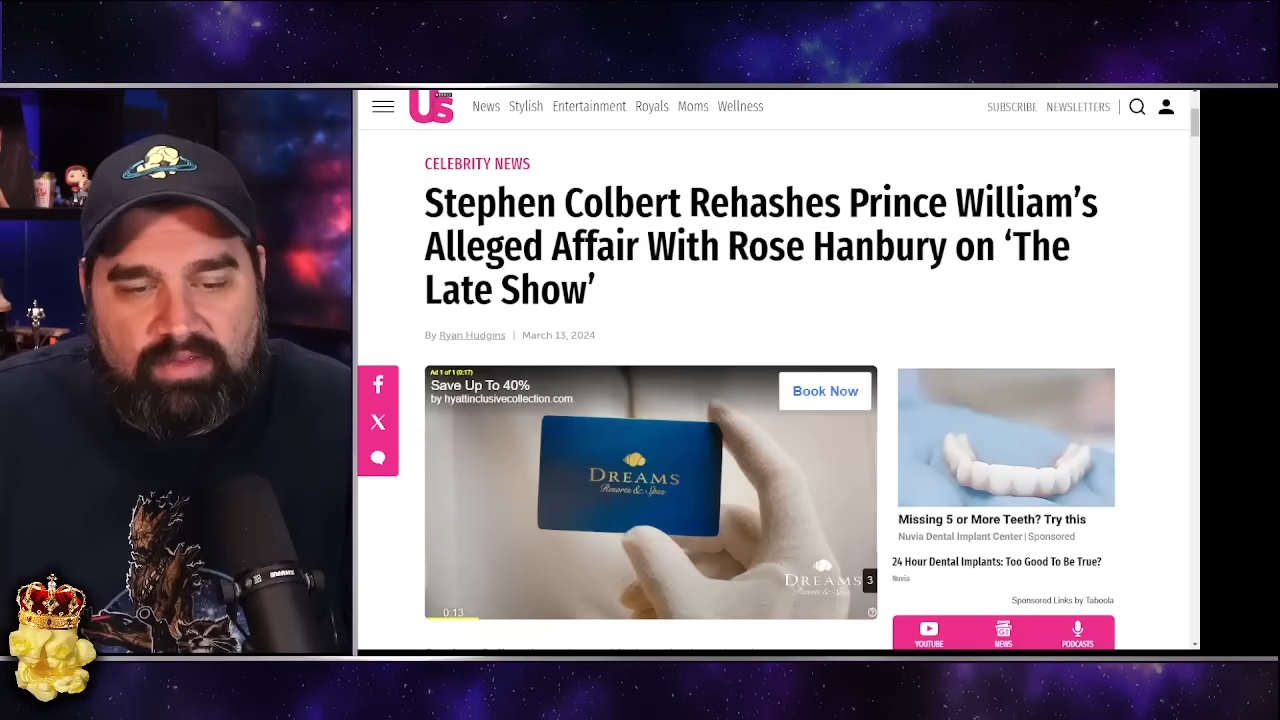 WEEKLY
Us
News Stylish Entertainment Royals Moms Wellness
SUBSCRIBE NEWSLETTERS
CELEBRITY NEWS
Stephen Colbert Rehashes Prince William’s
Alleged Affair With Rose Hanbury on ‘The
Late Show’
By Ryan Hudgins | March 13, 2024
Ad 1 of 1 (0:17)
Save Up To 40%
by hyattinclusivecollection.com
Book Now
DREAMS
Resorts & Spas
DREAMS
Resorts & Spas
3
0:13
Missing 5 or More Teeth? Try this
Nuvia Dental Implant Center | Sponsored
24 Hour Dental Implants: Too Good To Be True?
Nuvia
Sponsored Links by Taboola
YOUTUBE
NEWS
PODCASTS
SHURE